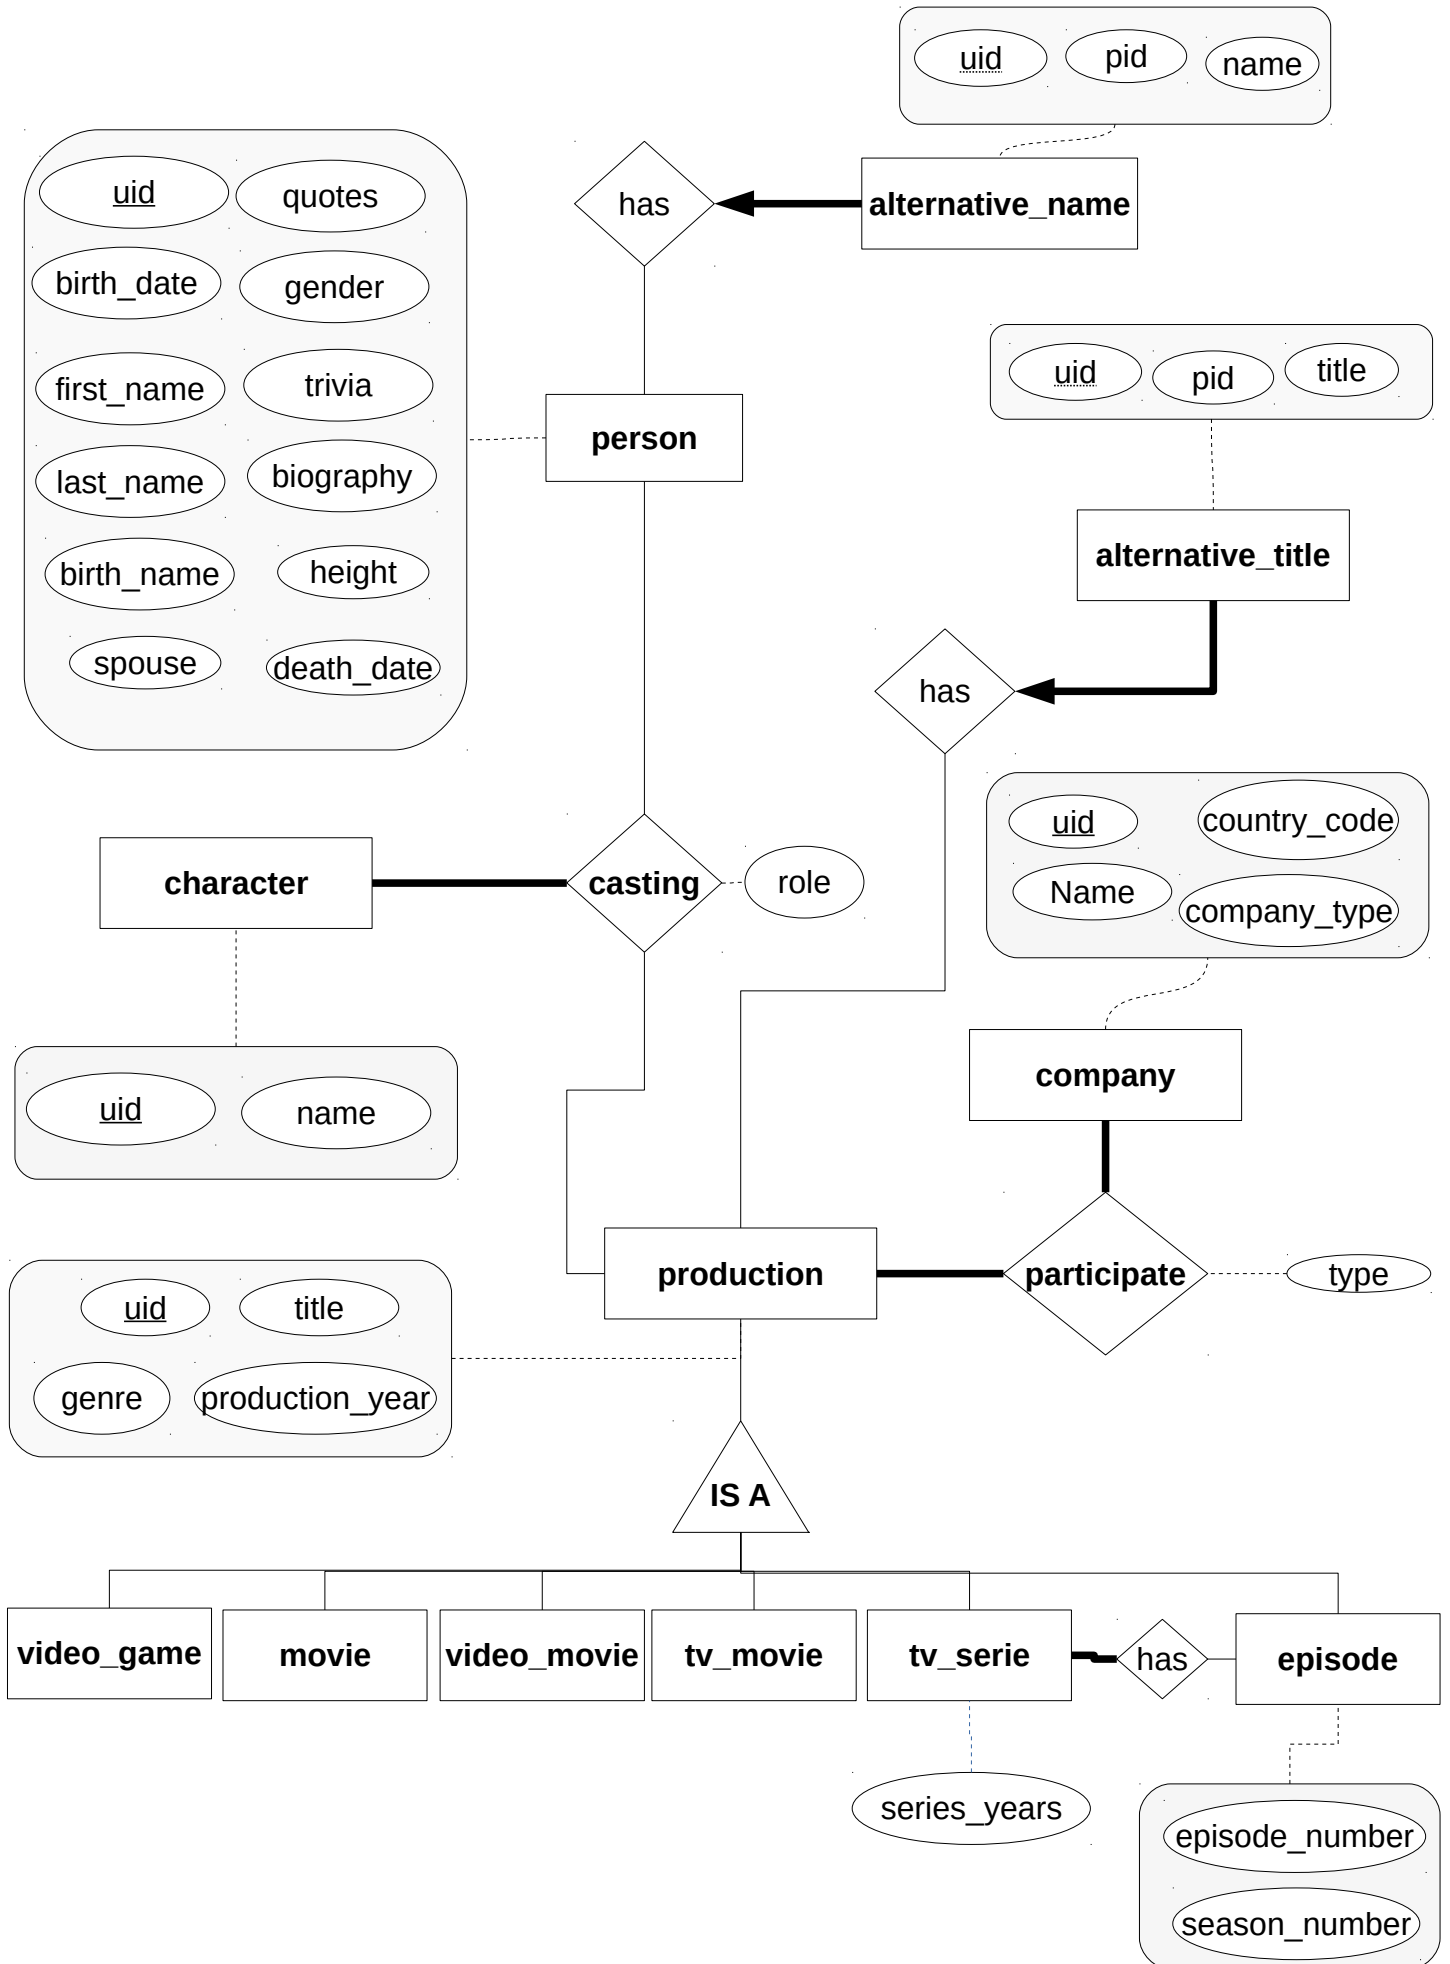 uid
pid
name
uid
quotes
has
alternative_name
birth_date
gender
first_name
trivia
uid
pid
title
person
last_name
biography
alternative_title
birth_name
height
spouse
death_date
has
uid
country_code
character
casting
role
Name
company_type
company
uid
name
production
participate
type
uid
title
genre
production_year
IS A
video_game
movie
video_movie
tv_movie
tv_serie
has
episode
series_years
episode_number
season_number